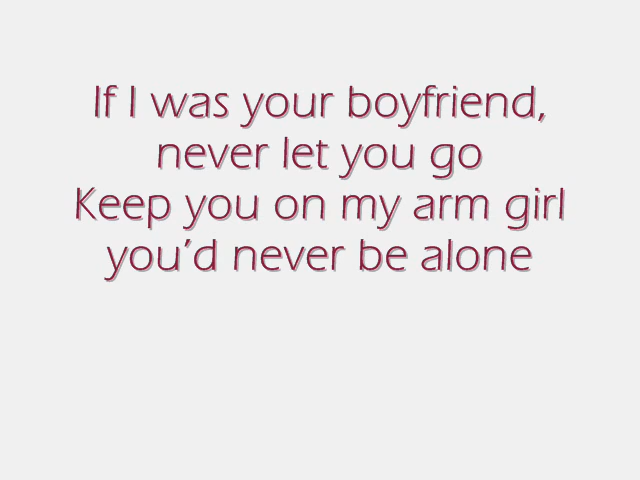 If I was your boyfriend,
never let you go
Keep you on my arm girl
you'd never be alone